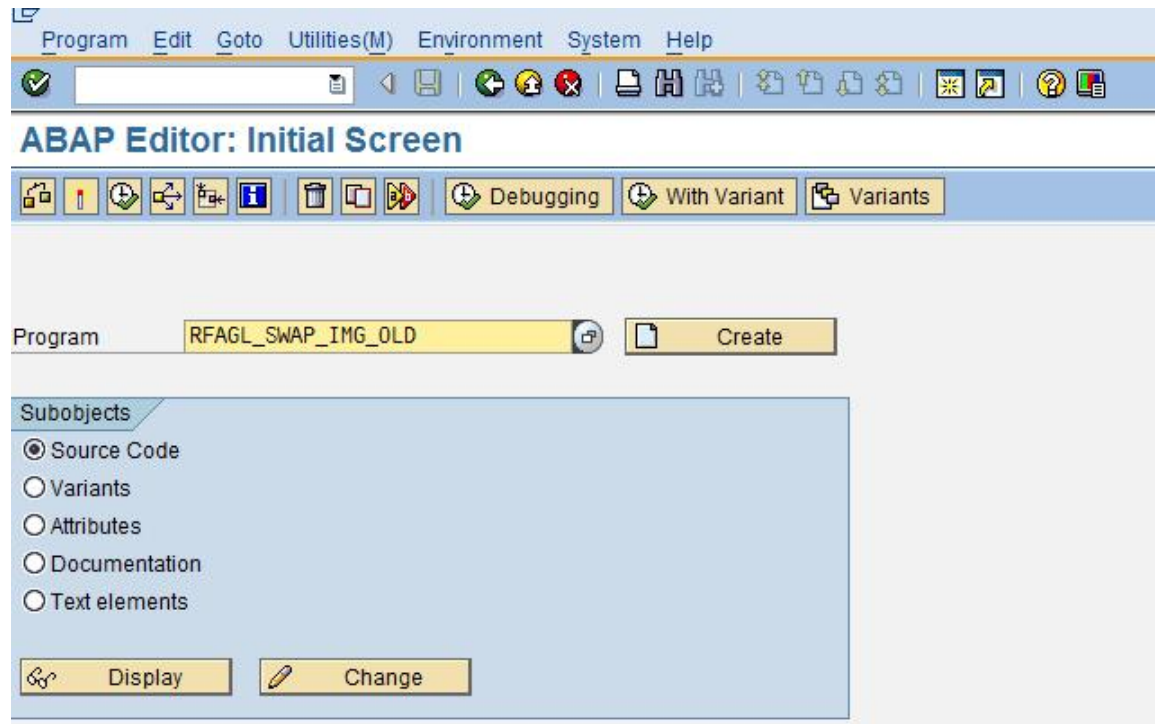 Program Edit Goto Utilities(M) Environment System Help
ABAP Editor: Initial Screen
Debugging With Variant Variants
Program RFAGL_SWAP_IMG_OLD Create
Subobjects
Source Code
Variants
Attributes
Documentation
Text elements
Display Change